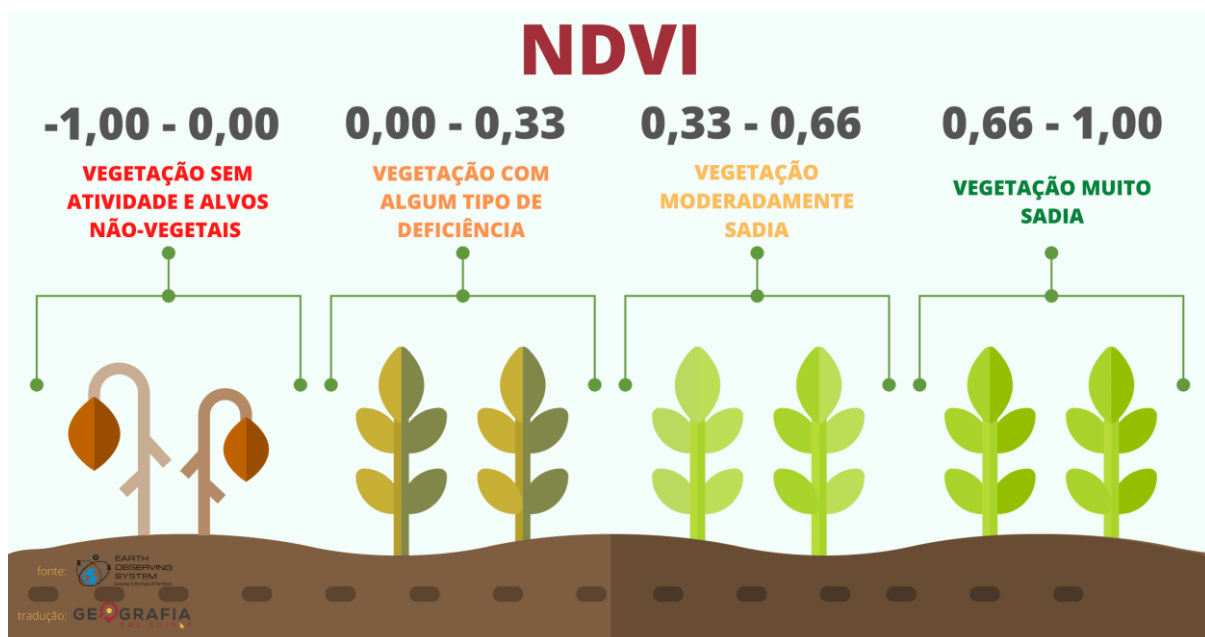 NDVI
-1,00 - 0,00
VEGETAÇÃO SEM
ATIVIDADE E ALVOS
NÃO-VEGETAIS
0,00 - 0,33
VEGETAÇÃO COM
ALGUM TIPO DE
DEFICIÊNCIA
0,33 - 0,66
VEGETAÇÃO
MODERADAMENTE
SADIA
0,66 - 1,00
VEGETAÇÃO MUITO
SADIA
fonte:
E O S
EARTH
OBSERVING
SYSTEM
tradução:
GEOGRAFIA
DAS COISAS